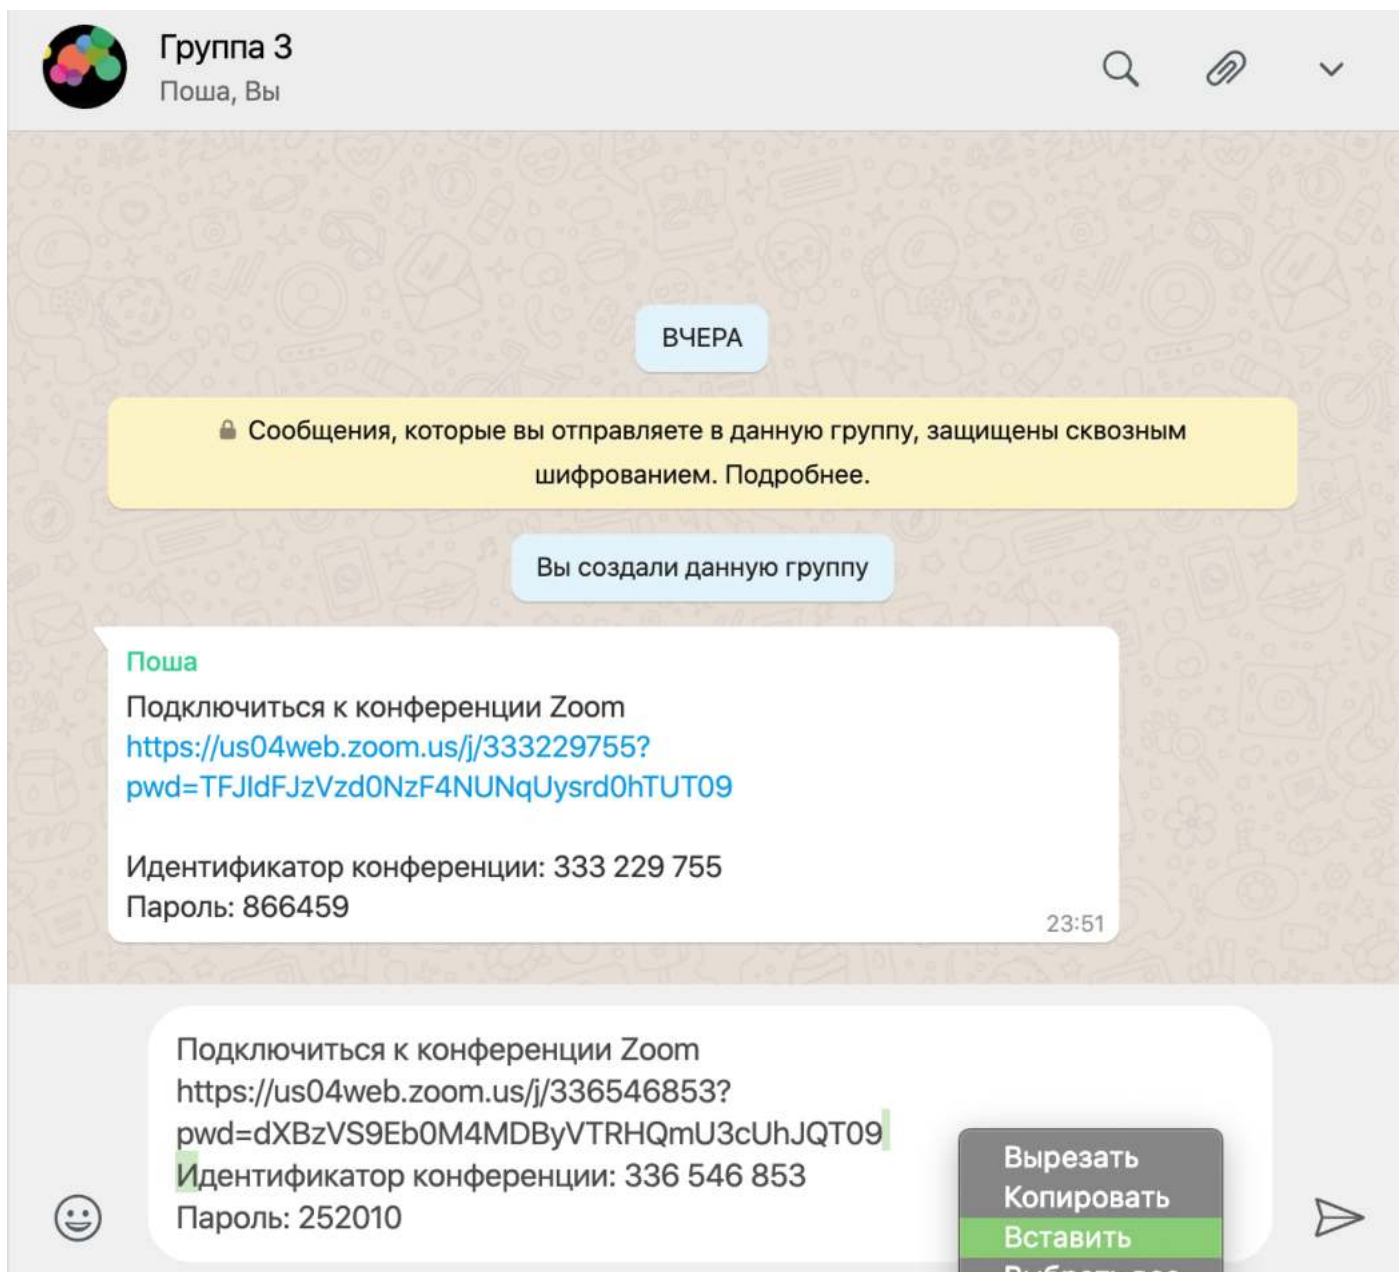 Группа 3
Поша, Вы
ВЧЕРА
Сообщения, которые вы отправляете в данную группу, защищены сквозным
шифрованием. Подробнее.
Вы создали данную группу
Поша
Подключиться к конференции Zoom
https://us04web.zoom.us/j/333229755?
pwd=TFJldFJzVzd0NzF4NUNqUysrd0hTUT09
Идентификатор конференции: 333 229 755
Пароль: 866459
23:51
Подключиться к конференции Zoom
https://us04web.zoom.us/j/336546853?
pwd=dXBzVS9Eb0M4MDByVTRHQmU3cUhJQT09
Идентификатор конференции: 336 546 853
Пароль: 252010
Вырезать
Копировать
Вставить